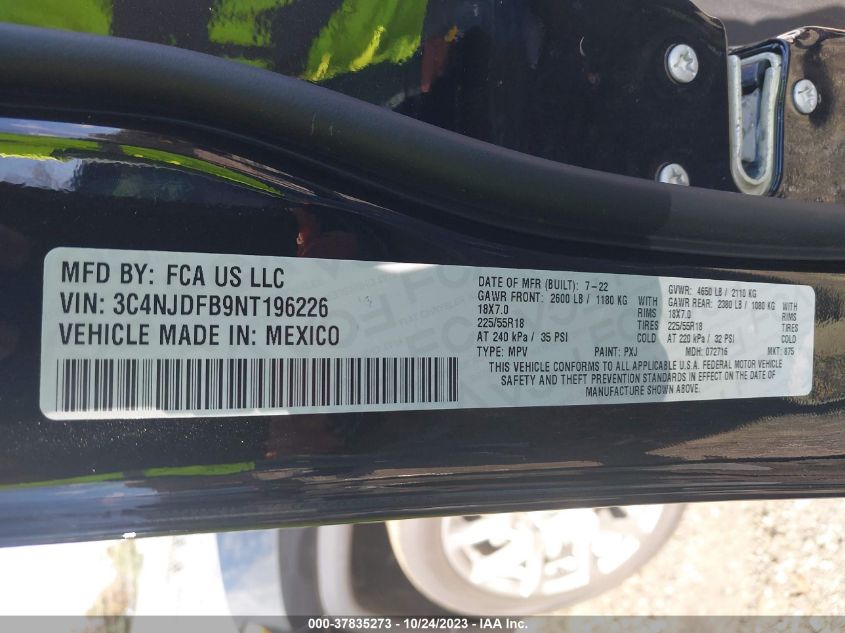 MFD BY: FCA US LLC
VIN: 3C4NJDFB9NT196226
VEHICLE MADE IN: MEXICO
DATE OF MFR (BUILT): 7-22 GVWR: 4650 LB / 2110 KG
GAWR FRONT: 2600 LB / 1180 KG WITH GAWR REAR: 2380 LB / 1080 KG WITH
18X7.0 RIMS 18X7.0 RIMS
225/55R18 TIRES 225/55R18 TIRES
AT 240 kPa / 35 PSI COLD AT 220 kPa / 32 PSI COLD
TYPE: MPV PAINT: PXJ MDH: 072716 MKT: 875
THIS VEHICLE CONFORMS TO ALL APPLICABLE U.S.A. FEDERAL MOTOR VEHICLE
SAFETY AND THEFT PREVENTION STANDARDS IN EFFECT ON THE DATE OF
MANUFACTURE SHOWN ABOVE.
000-37835273 - 10/24/2023 - IAA Inc.